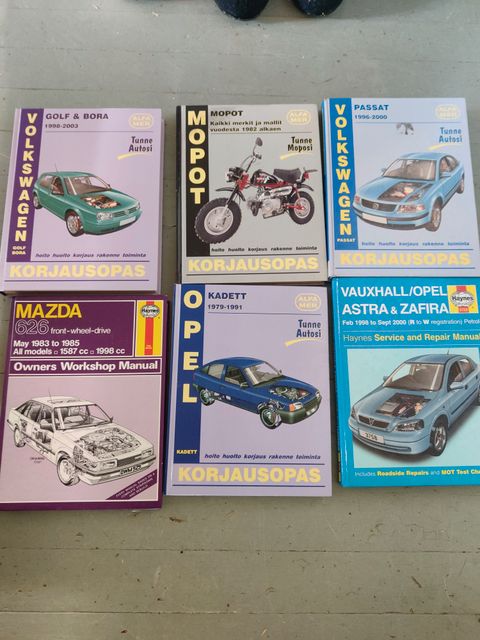 VOLKSWAGEN
GOLF
BORA
GOLF & BORA
1998-2003
ALFA
MER
Tunne
Autosi
hoito huolto korjaus rakenne toiminta
KORJAUSOPAS
MOPOT
MOPOT
Kaikki merkit ja mallit
vuodesta 1982 alkaen
ALFA
MER
Tunne
Moposi
hoito huolto korjaus rakenne toiminta
KORJAUSOPAS
VOLKSWAGEN
PASSAT
PASSAT
1996-2000
ALFA
MER
Tunne
Autosi
hoito huolto korjaus rakenne toiminta
KORJAUSOPAS
MAZDA
626 front-wheel-drive
May 1983 to 1985
All models □ 1587 cc □ 1998 cc
Haynes
Owners Workshop Manual
OPEL
KADETT
KADETT
1979-1991
ALFA
MER
Tunne
Autosi
hoito huolto korjaus rakenne toiminta
KORJAUSOPAS
VAUXHALL/OPEL
ASTRA & ZAFIRA
Haynes
Feb 1998 to Sept 2000 (R to W registration) Petrol
Haynes Service and Repair Manual
3758
Includes Roadside Repairs and MOT Test Che